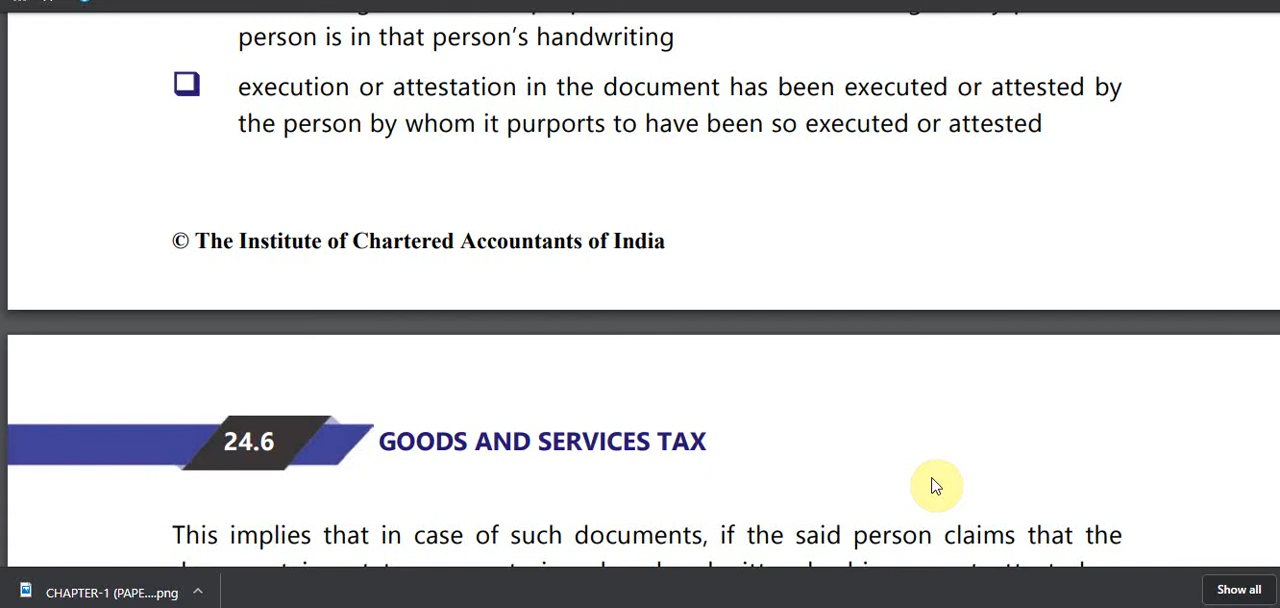 person is in that person's handwriting
execution or attestation in the document has been executed or attested by
the person by whom it purports to have been so executed or attested
© The Institute of Chartered Accountants of India
24.6 GOODS AND SERVICES TAX
This implies that in case of such documents, if the said person claims that the
CHAPTER-1 (PAPE....png
Show all